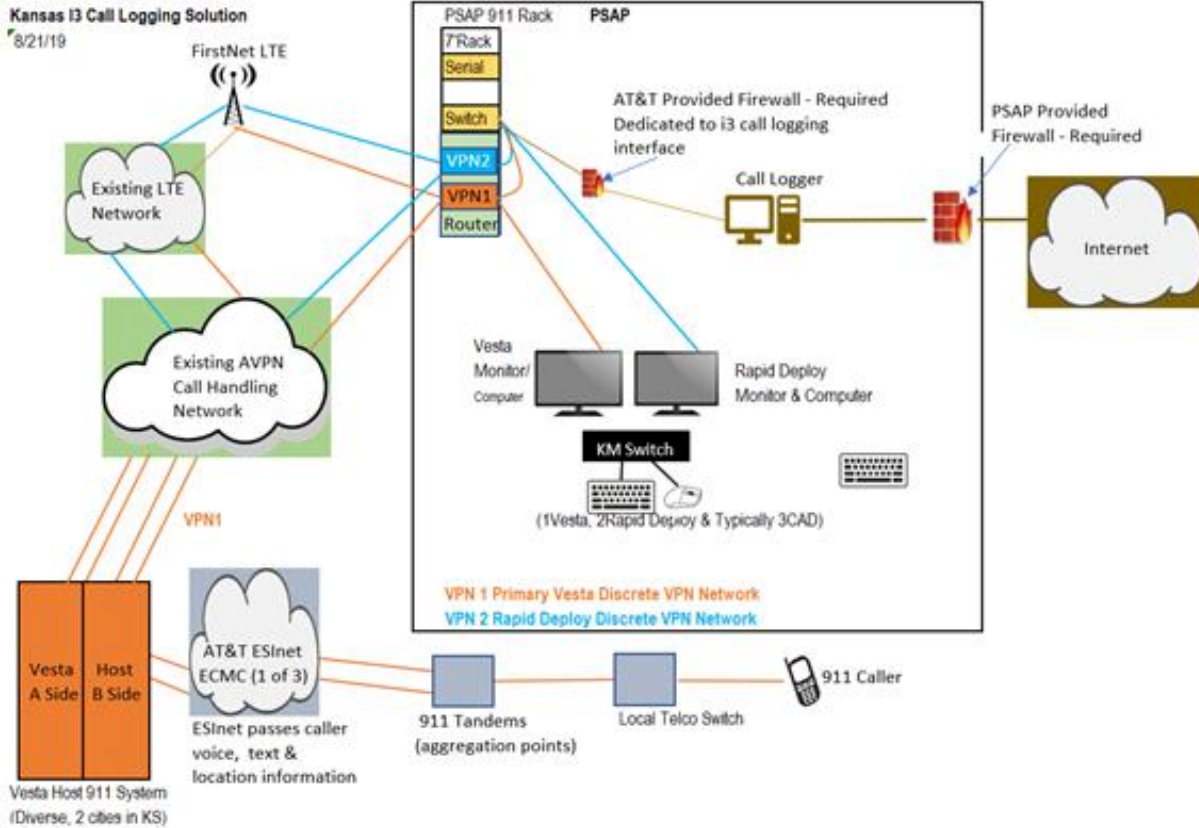 Kansas I3 Call Logging Solution
8/21/19
FirstNet LTE
Existing LTE
Network
Existing AVPN
Call Handling
Network
VPN1
Vesta
A Side
Host
B Side
Vesta Host 911 System
(Diverse, 2 cities in KS)
AT&T ESInet
ECMC (1 of 3)
ESInet passes caller
voice, text &
location information
911 Tandems
(aggregation points)
Local Telco Switch
911 Caller
PSAP 911 Rack
PSAP
7'Rack
Serial
Switch
VPN2
VPN1
Router
AT&T Provided Firewall - Required
Dedicated to i3 call logging
interface
Call Logger
PSAP Provided
Firewall - Required
Internet
Vesta
Monitor/
Computer
Rapid Deploy
Monitor & Computer
KM Switch
(1Vesta, 2Rapid Deploy & Typically 3CAD)
VPN 1 Primary Vesta Discrete VPN Network
VPN 2 Rapid Deploy Discrete VPN Network